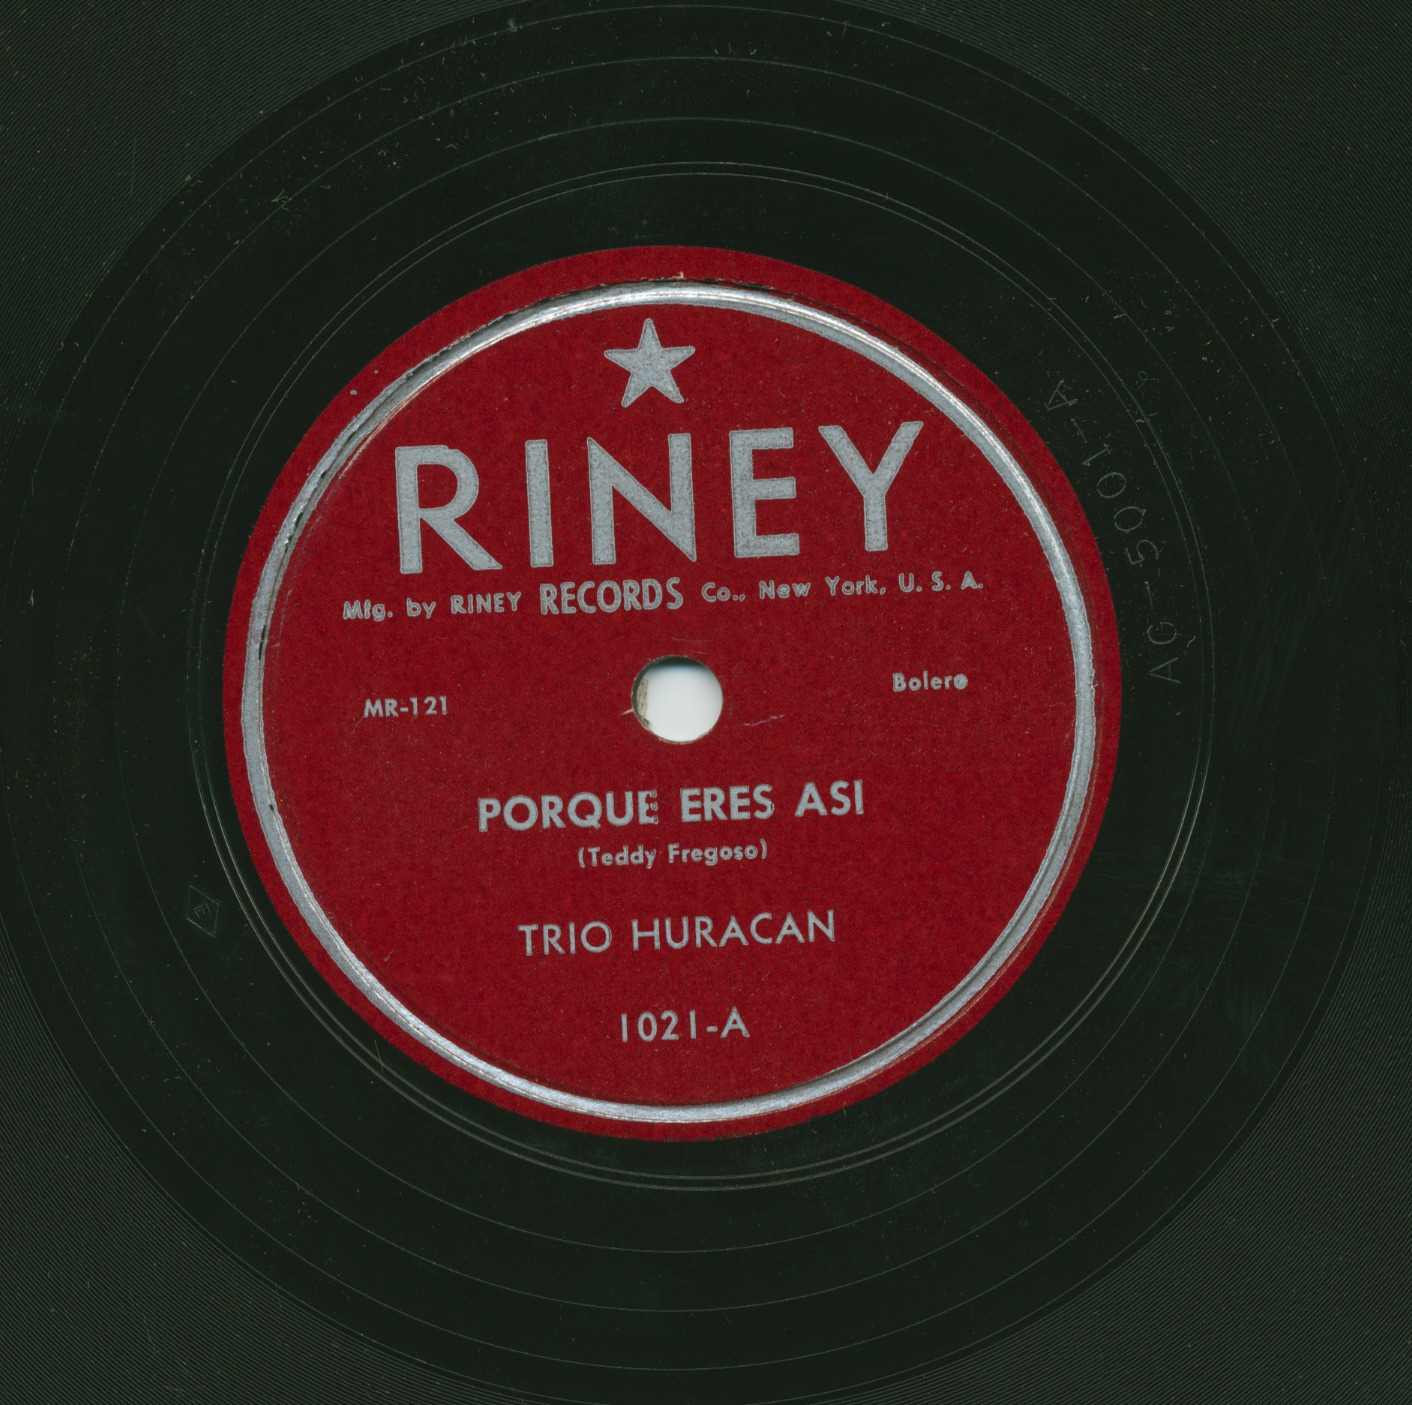 RINEY
Mfg. by RINEY RECORDS Co., New York, U. S. A.
MR-121
Bolero
PORQUE ERES ASI
(Teddy Fregoso)
TRIO HURACAN
1021-A
AG-5001-A